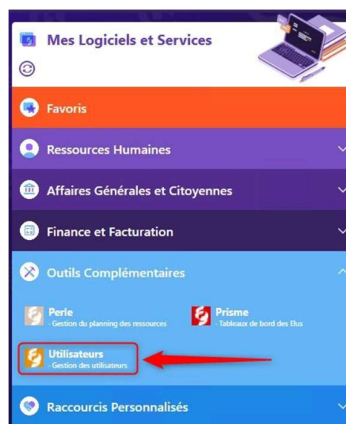 Mes Logiciels et Services
Favoris
Ressources Humaines
Affaires Générales et Citoyennes
Finance et Facturation
Outils Complémentaires
Perle
- Gestion du planning des ressources
Prisme
- Tableaux de bord des Elus
Utilisateurs
- Gestion des utilisateurs
Raccourcis Personnalisés